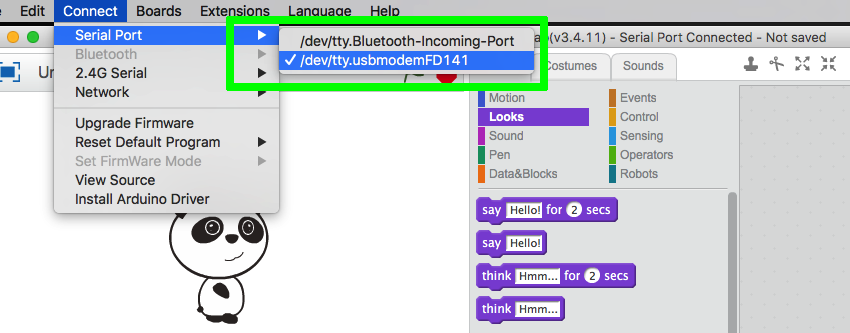 Edit Connect Boards Extensions Language Help
Serial Port
Bluetooth
2.4G Serial
Network
Upgrade Firmware
Reset Default Program
Set FirmWare Mode
View Source
Install Arduino Driver
/dev/tty.Bluetooth-Incoming-Port
✓ /dev/tty.usbmodemFD141
(v3.4.11) - Serial Port Connected - Not saved
Costumes Sounds
Motion Events
Looks Control
Sound Sensing
Pen Operators
Data&Blocks Robots
say Hello! for 2 secs
say Hello!
think Hmm... for 2 secs
think Hmm...